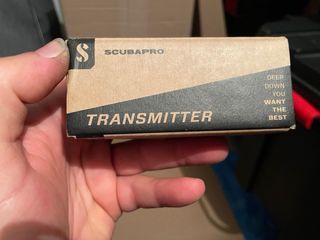 S
SCUBAPRO
TRANSMITTER
DEEP
DOWN
YOU
WANT
THE
BEST